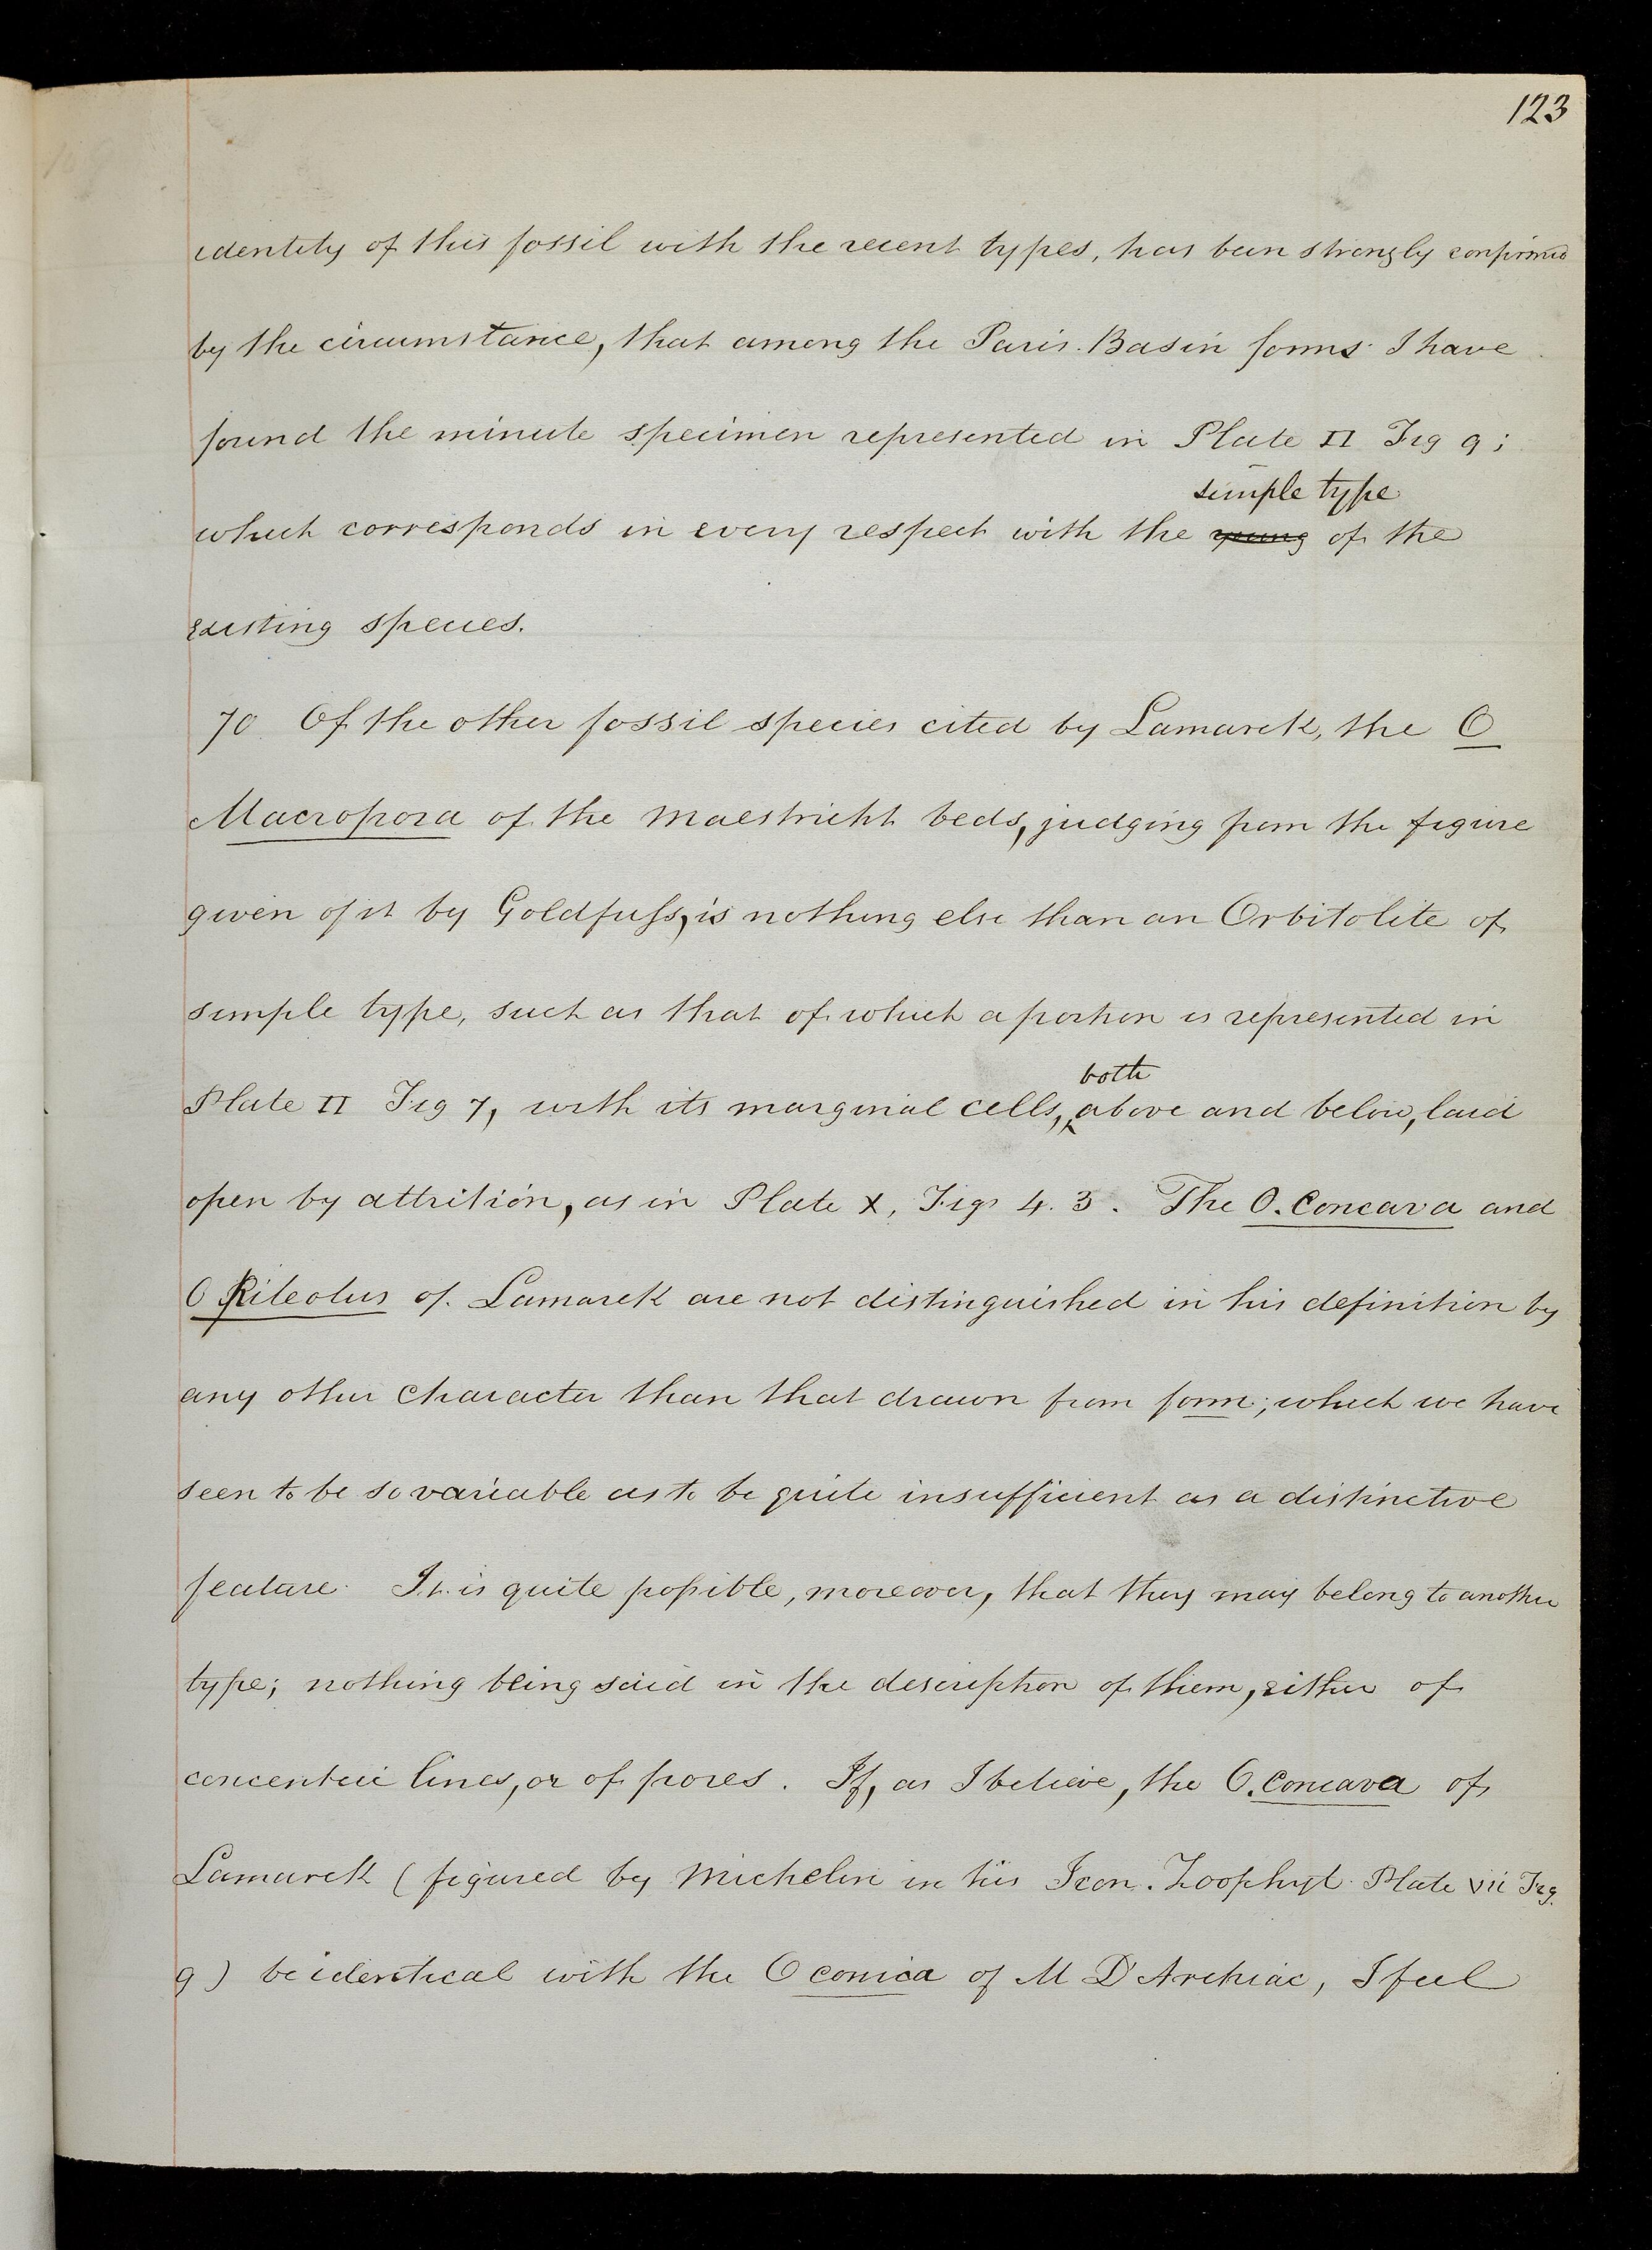 123
identity of this fossil with the recent types, has been strongly confirmed
by the circumstance, that among the Paris Basin forms I have
found the minute specimen represented in Plate II Fig 9;
simple type
which corresponds in every respect with the young of the
existing species.
70 Of the other fossil species cited by Lamarck, the O
Macropora of the Maestricht beds, judging from the figure
given of it by Goldfuſs, is nothing else than an Orbitolite of
simple type, such as that of which a portion is represented in
both
Plate II Fig 7, with its marginal cells, above and below, laid
open by attrition, as in Plate X, Figs 4. 3. The O. Concava and
O Pileolus of Lamarck are not distinguished in his definition by
any other character than that drawn from form; which we have
seen to be so variable as to be quite insufficient as a distinctive
feature. It is quite poſsible, moreover, that they may belong to another
type; nothing being said in the description of them, either of
concentric lines, or of pores. If, as I believe, the O. Concava of
Lamarck (figured by Michelin in his Icon. Zoophyt. Plate vii Fig.
9) be identical with the O conica of M D'Archiac, I feel